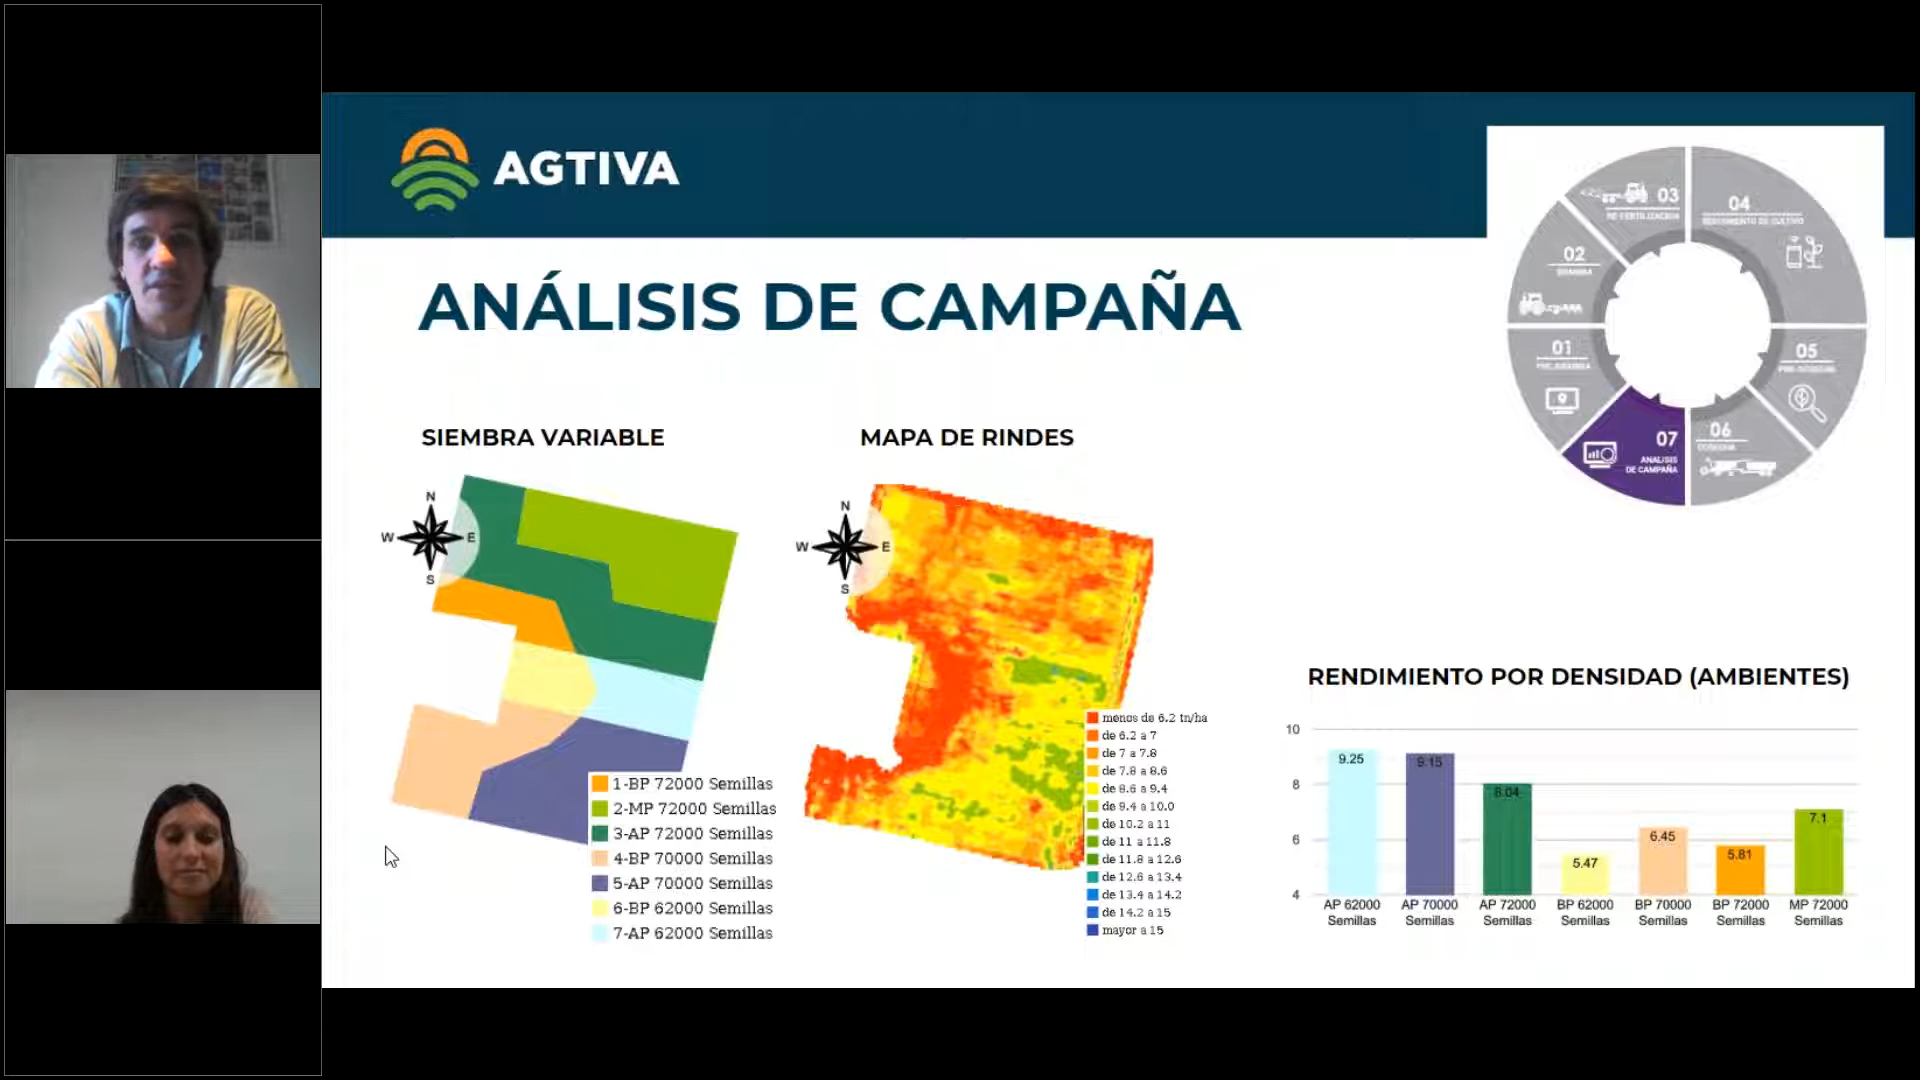 AGTIVA
ANÁLISIS DE CAMPAÑA
03
04
02
01
05
06
07
ANALISIS
DE CAMPAÑA
SIEMBRA VARIABLE
N
W E
S
1-BP 72000 Semillas
2-MP 72000 Semillas
3-AP 72000 Semillas
4-BP 70000 Semillas
5-AP 70000 Semillas
6-BP 62000 Semillas
7-AP 62000 Semillas
MAPA DE RINDES
N
W E
S
menos de 6.2 tn/ha
de 6.2 a 7
de 7 a 7.8
de 7.8 a 8.6
de 8.6 a 9.4
de 9.4 a 10.0
de 10.2 a 11
de 11 a 11.8
de 11.8 a 12.6
de 12.6 a 13.4
de 13.4 a 14.2
de 14.2 a 15
mayor a 15
RENDIMIENTO POR DENSIDAD (AMBIENTES)
10
8
6
4
9.25
9.15
8.04
5.47
6.45
5.81
7.1
AP 62000 Semillas
AP 70000 Semillas
AP 72000 Semillas
BP 62000 Semillas
BP 70000 Semillas
BP 72000 Semillas
MP 72000 Semillas